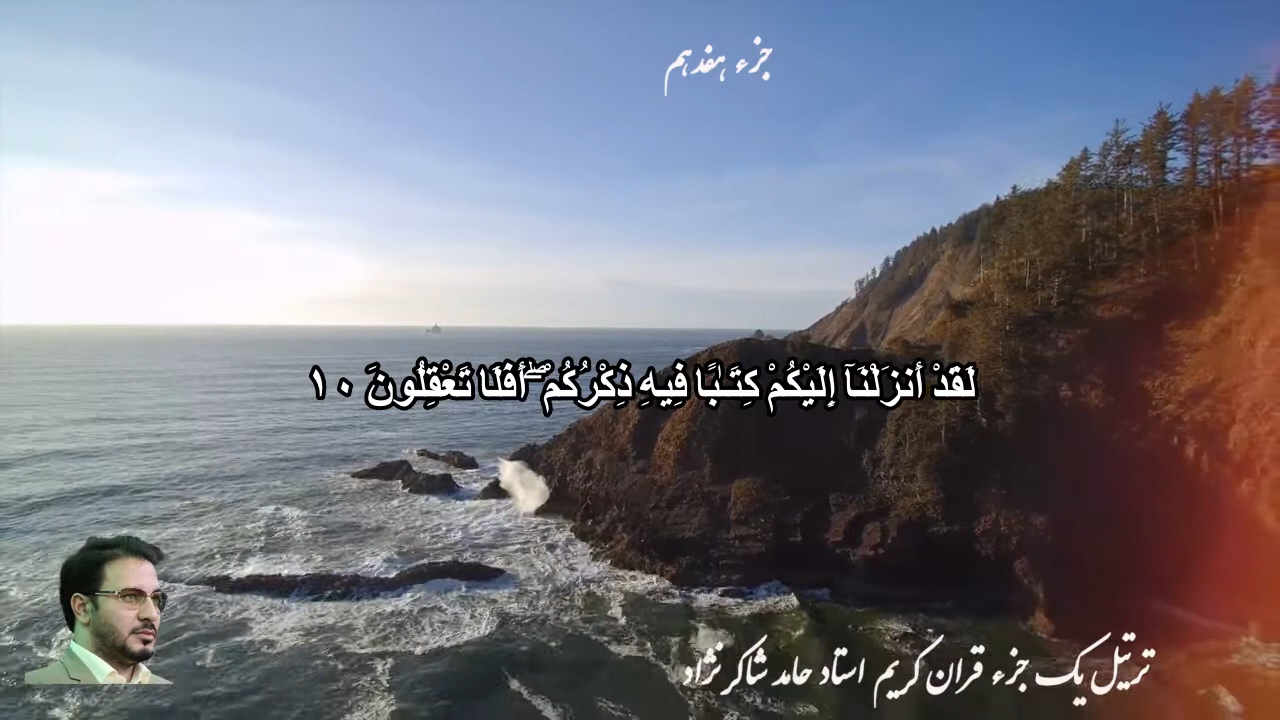 جزء هفدهم
لَقَدْ أَنزَلْنَآ إِلَيْكُمْ كِتَـٰبًا فِيهِ ذِكْرُكُمْ ۖ أَفَلَا تَعْقِلُونَ ١٠
ترتیل یک جزء قران کریم استاد حامد شاکرنژاد